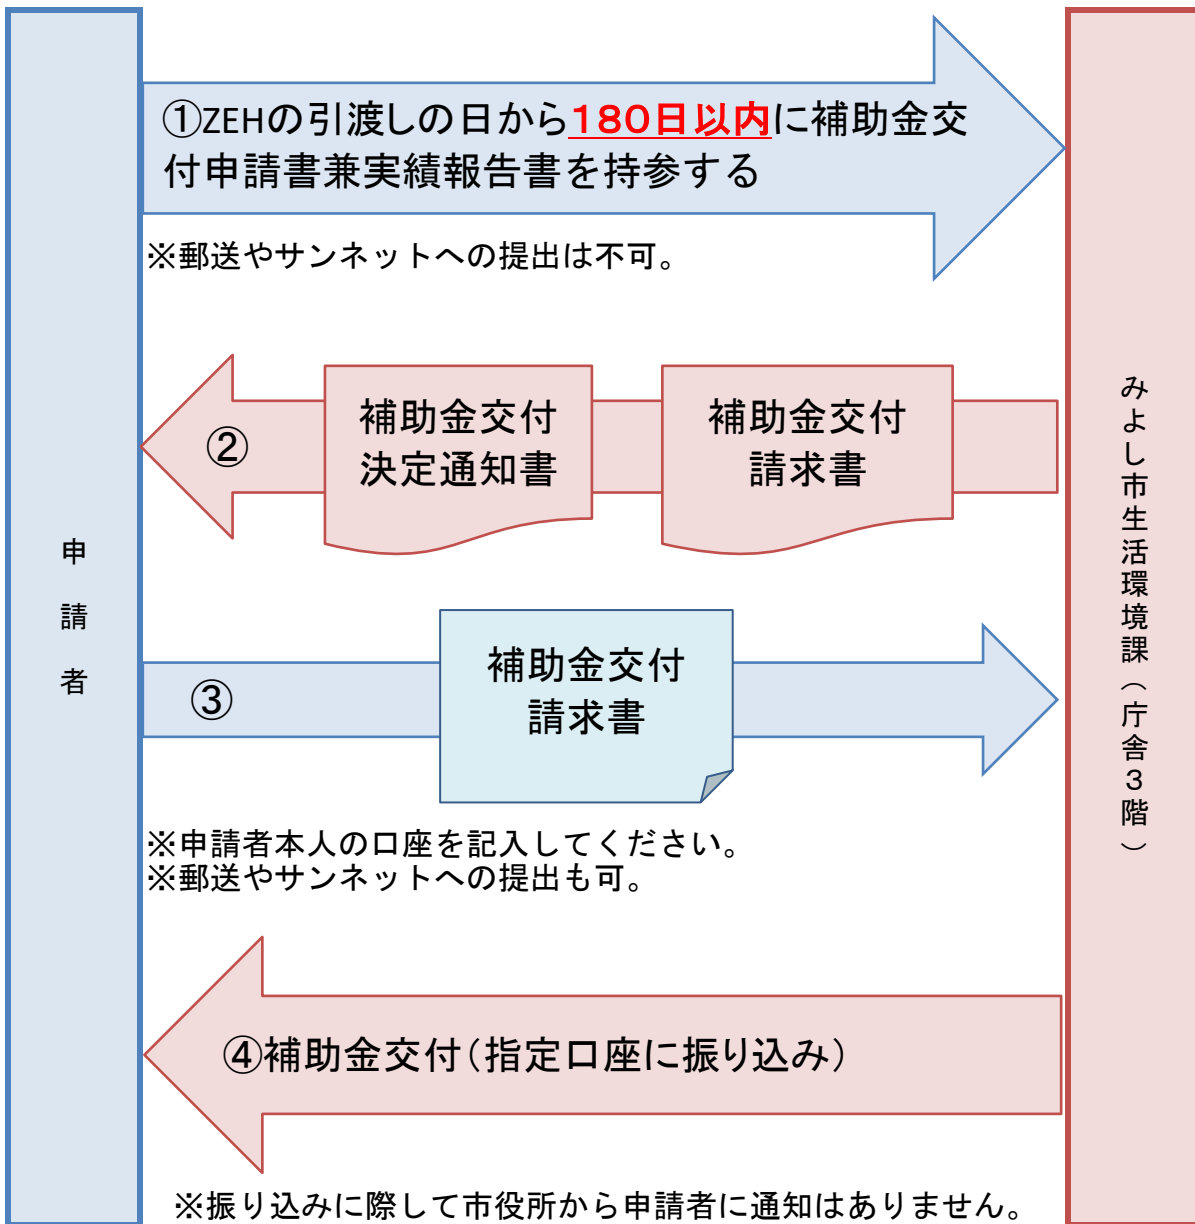 ①ZEHの引渡しの日から180日以内に補助金交
付申請書兼実績報告書を持参する
※郵送やサンネットへの提出は不可。
②
補助金交付
決定通知書
補助金交付
請求書
申請者
みよし市生活環境課(庁舎3階)
③
補助金交付
請求書
※申請者本人の口座を記入してください。
※郵送やサンネットへの提出も可。
④補助金交付(指定口座に振り込み)
※振り込みに際して市役所から申請者に通知はありません。